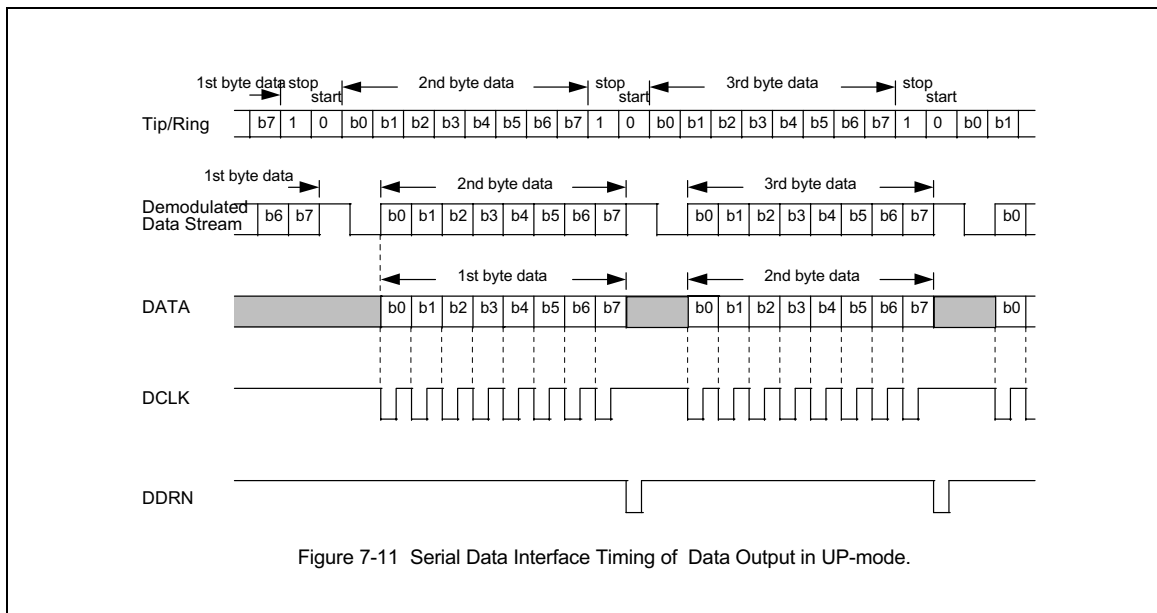 1st byte data stop start 2nd byte data stop start 3rd byte data stop start
Tip/Ring b7 1 0 b0 b1 b2 b3 b4 b5 b6 b7 1 0 b0 b1 b2 b3 b4 b5 b6 b7 1 0 b0 b1
1st byte data 2nd byte data 3rd byte data
Demodulated
Data Stream b6 b7 b0 b1 b2 b3 b4 b5 b6 b7 b0 b1 b2 b3 b4 b5 b6 b7 b0
1st byte data 2nd byte data
DATA b0 b1 b2 b3 b4 b5 b6 b7 b0 b1 b2 b3 b4 b5 b6 b7 b0
DCLK
DDRN
Figure 7-11 Serial Data Interface Timing of Data Output in UP-mode.